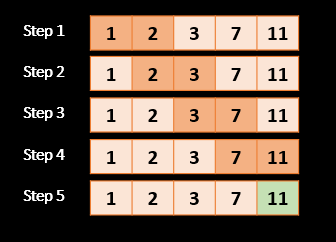 Step 1 1 2 3 7 11
Step 2 1 2 3 7 11
Step 3 1 2 3 7 11
Step 4 1 2 3 7 11
Step 5 1 2 3 7 11